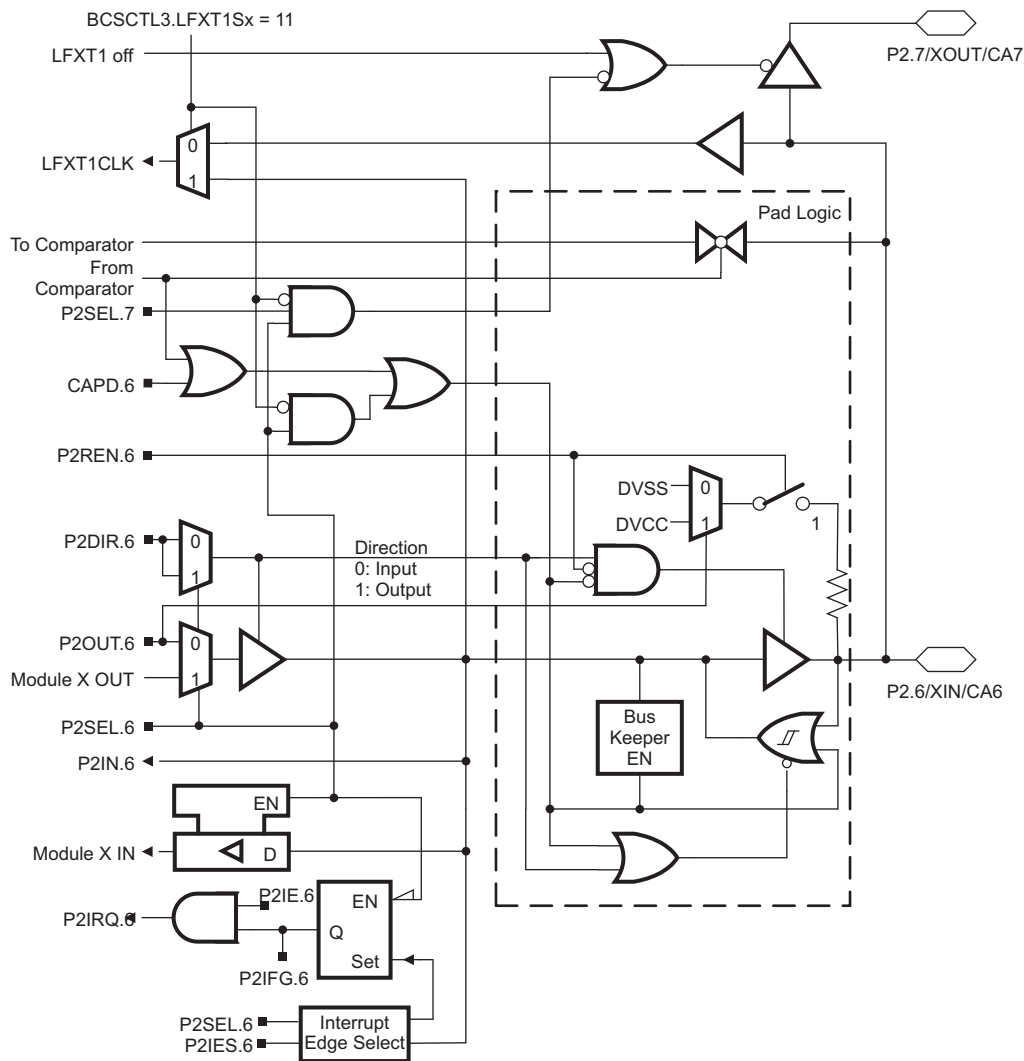 BCSCTL3.LFXT1Sx = 11
LFXT1 off
P2.7/XOUT/CA7
0
LFXT1CLK
1
Pad Logic
To Comparator
From
Comparator
P2SEL.7
CAPD.6
P2REN.6
DVSS
0
DVCC
1
1
P2DIR.6
0
1
Direction
0: Input
1: Output
P2OUT.6
0
Module X OUT
1
P2.6/XIN/CA6
P2SEL.6
Bus
Keeper
EN
P2IN.6
EN
Module X IN
D
P2IE.6
EN
P2IRQ.6
Q
P2IFG.6
Set
P2SEL.6
P2IES.6
Interrupt
Edge Select